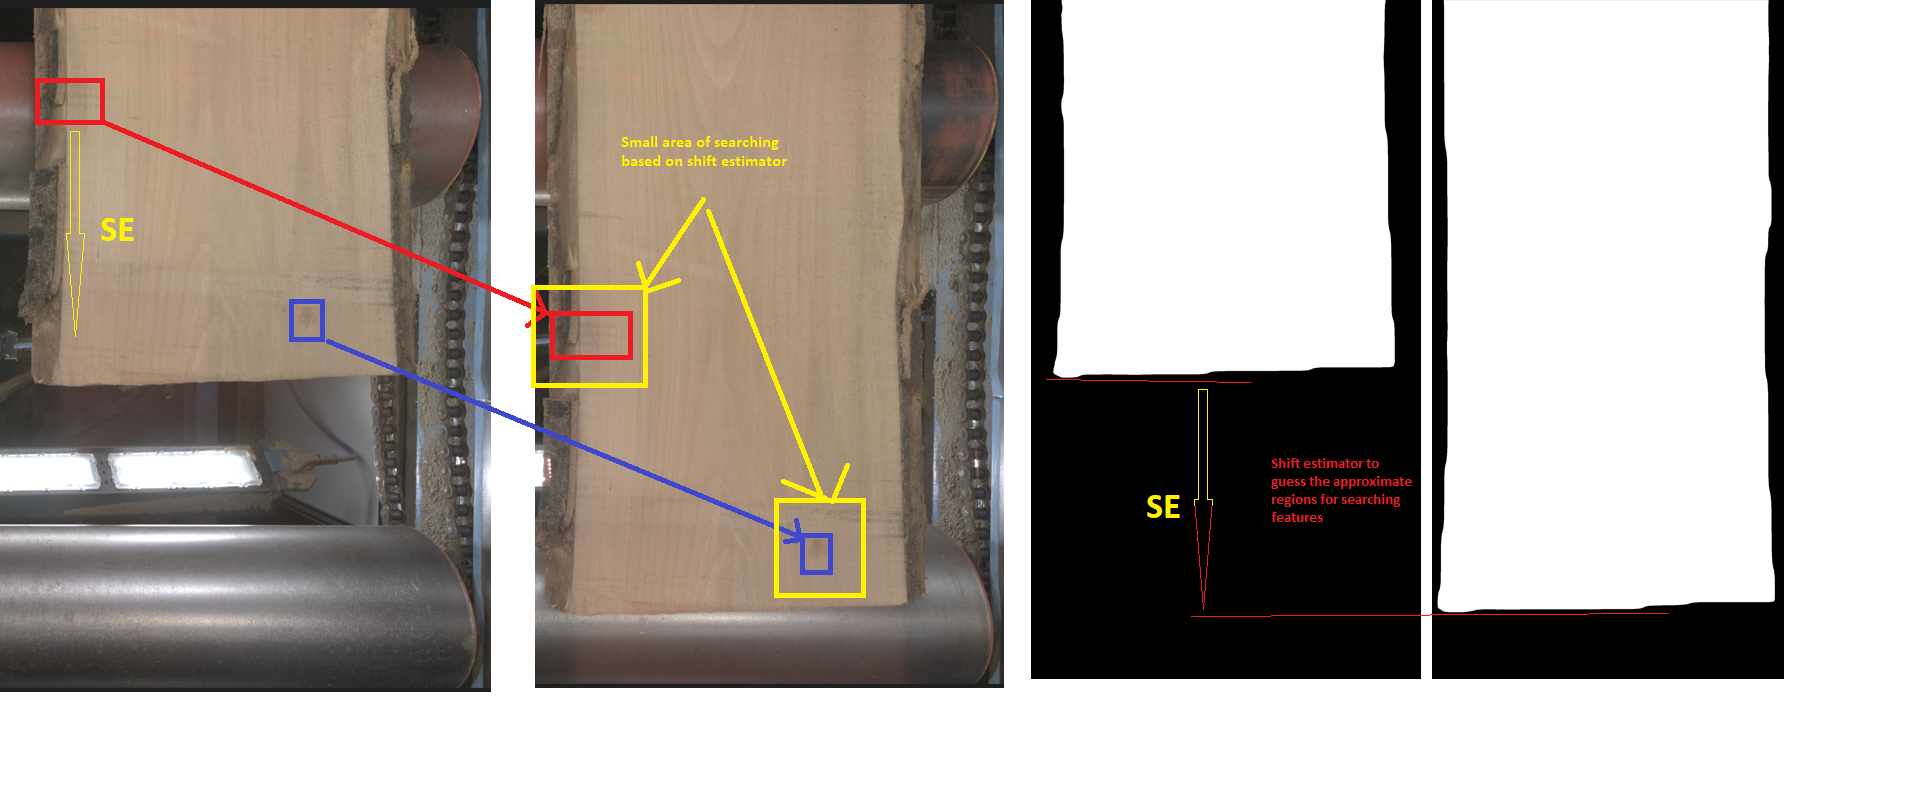 SE
Small area of searching
based on shift estimator
SE
Shift estimator to
guess the approximate
regions for searching
features